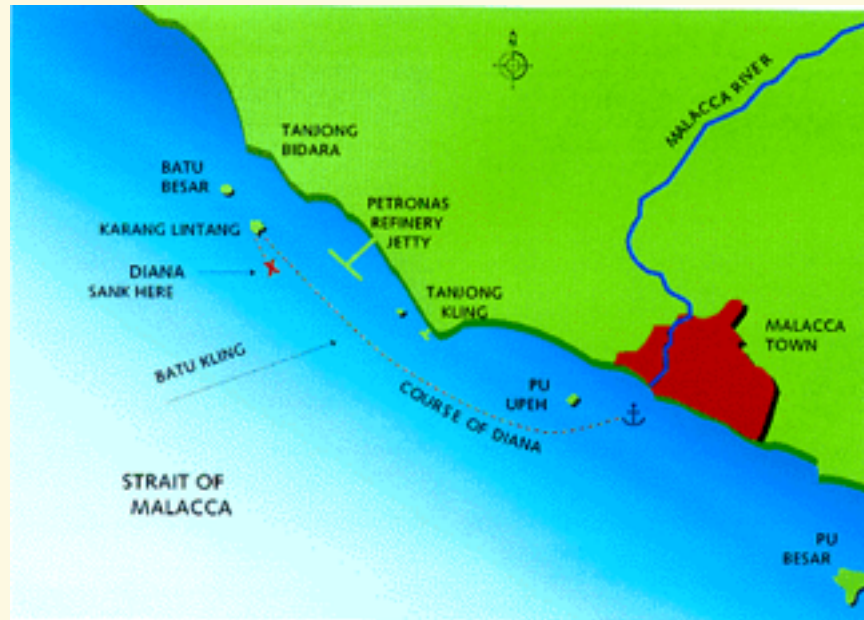 N
MALACCA RIVER
TANJONG
BIDARA
BATU
BESAR
PETRONAS
REFINERY
JETTY
KARANG LINTANG
DIANA
SANK HERE
TANJONG
KLING
MALACCA
TOWN
BATU KLING
PU
UPEH
COURSE OF DIANA
STRAIT OF
MALACCA
PU
BESAR